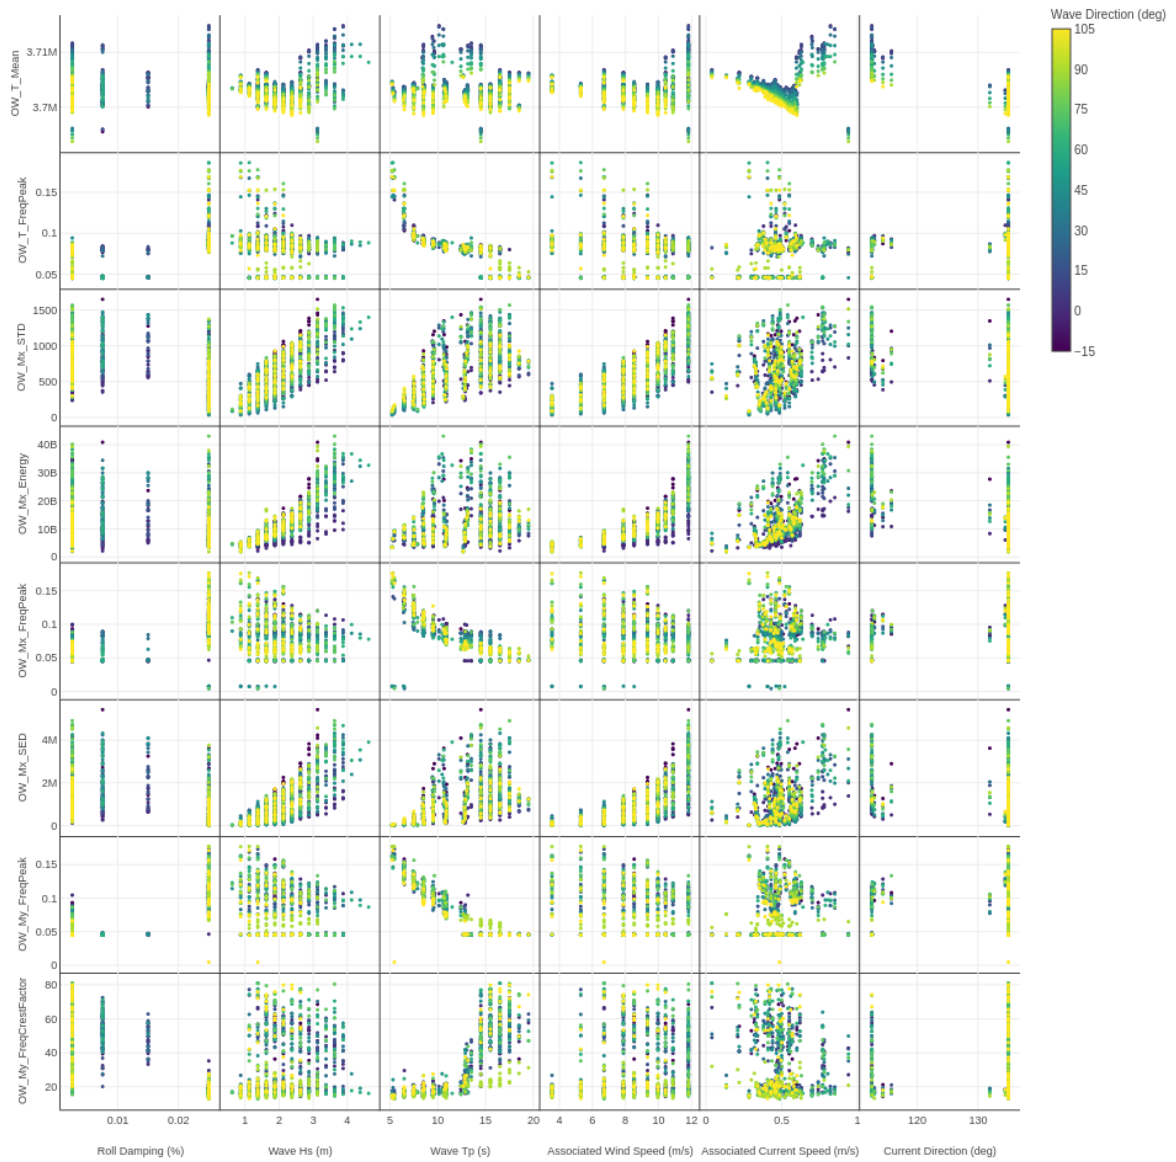 Wave Direction (deg)
105
90
75
60
45
30
15
0
−15
OW_T_Mean
3.71M
3.7M
OW_T_FreqPeak
0.15
0.1
0.05
OW_Mx_STD
1500
1000
500
0
OW_Mx_Energy
40B
30B
20B
10B
0
OW_Mx_FreqPeak
0.15
0.1
0.05
0
OW_Mx_SED
4M
2M
0
OW_My_FreqPeak
0.15
0.1
0.05
0
OW_My_FreqCrestFactor
80
60
40
20
0.01 0.02 1 2 3 4 5 10 15 20 4 6 8 10 12 0 0.5 1 120 130
Roll Damping (%) Wave Hs (m) Wave Tp (s) Associated Wind Speed (m/s) Associated Current Speed (m/s) Current Direction (deg)